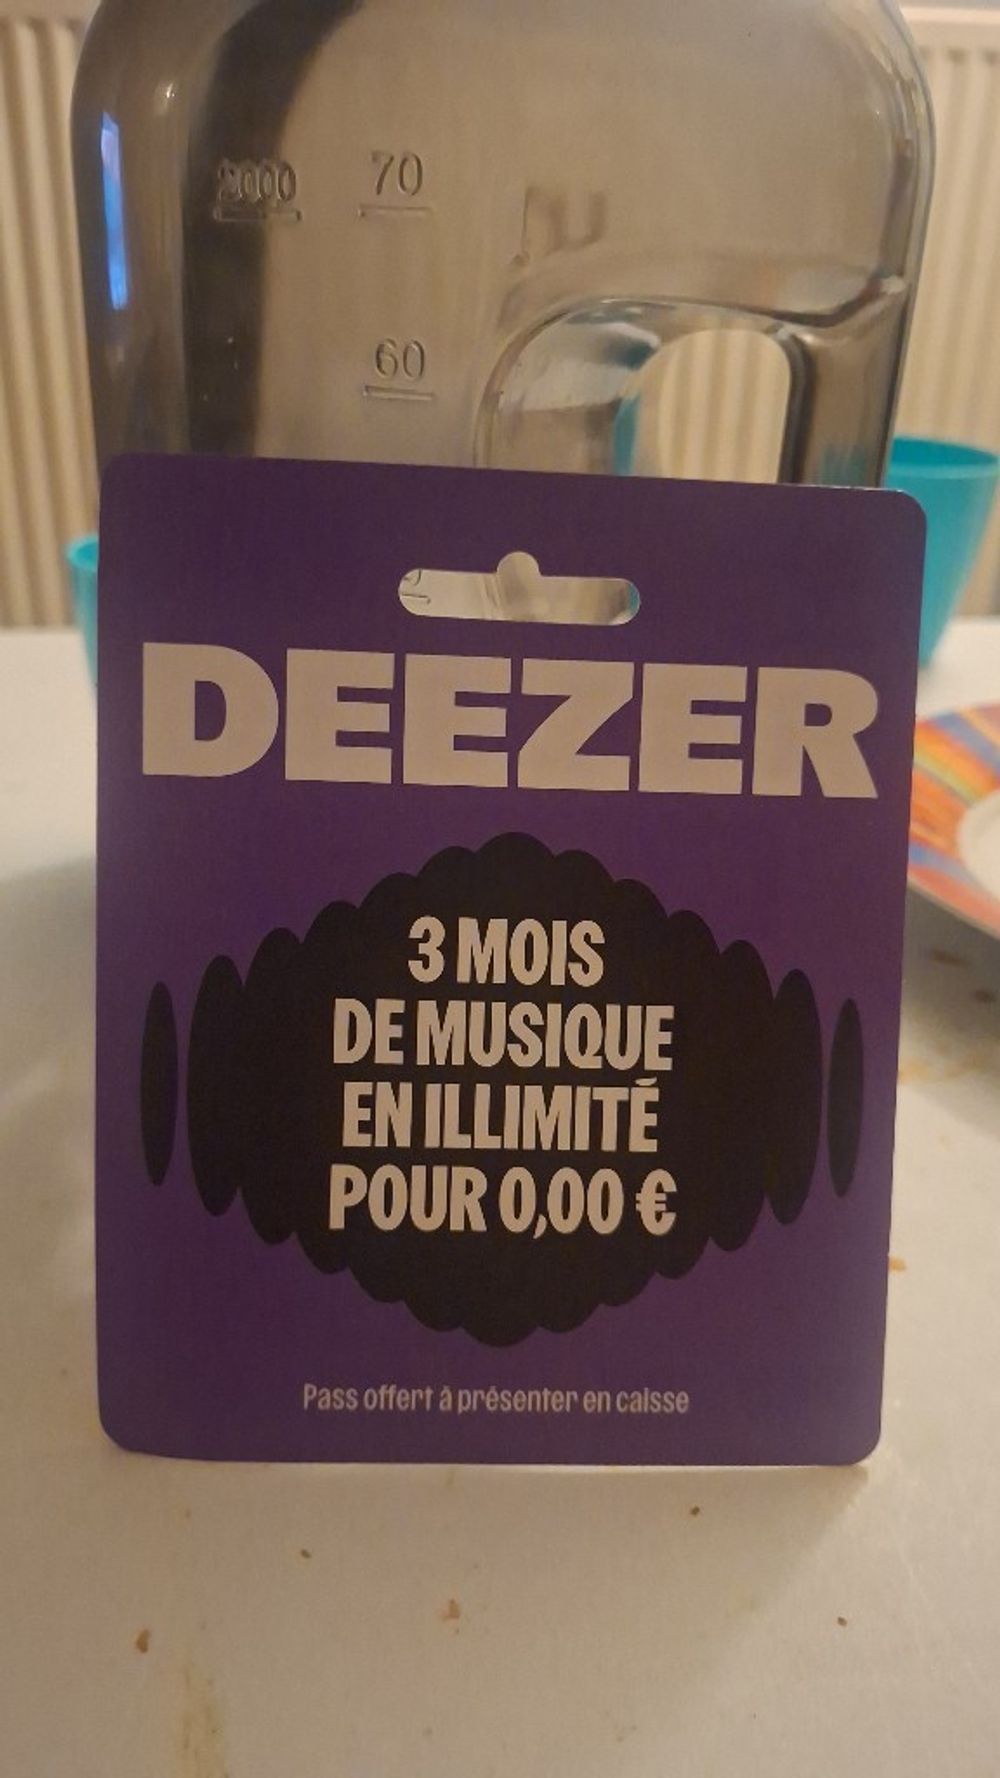 2000 70
60
DEEZER
3 MOIS
DE MUSIQUE
EN ILLIMITÉ
POUR 0,00 €
Pass offert à présenter en caisse